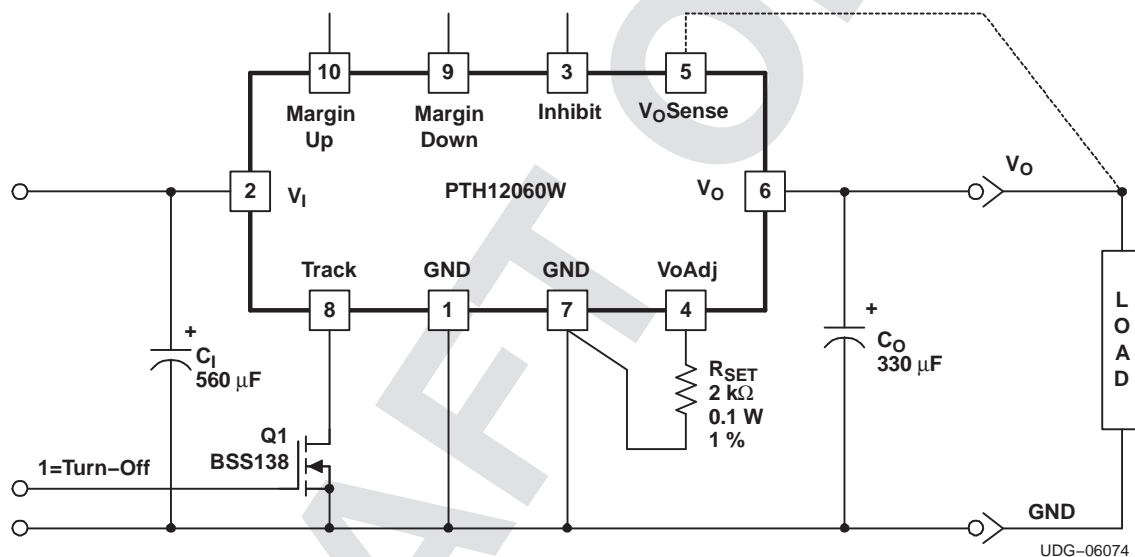 10
9
3
5
Margin
Up
Margin
Down
Inhibit
VOSense
VO
2
VI
PTH12060W
VO
6
Track
GND
GND
VoAdj
8
1
7
4
+
CI
560 μF
RSET
2 kΩ
0.1 W
1 %
+
CO
330 μF
L
O
A
D
Q1
BSS138
1=Turn–Off
GND
UDG–06074
DRAFT O